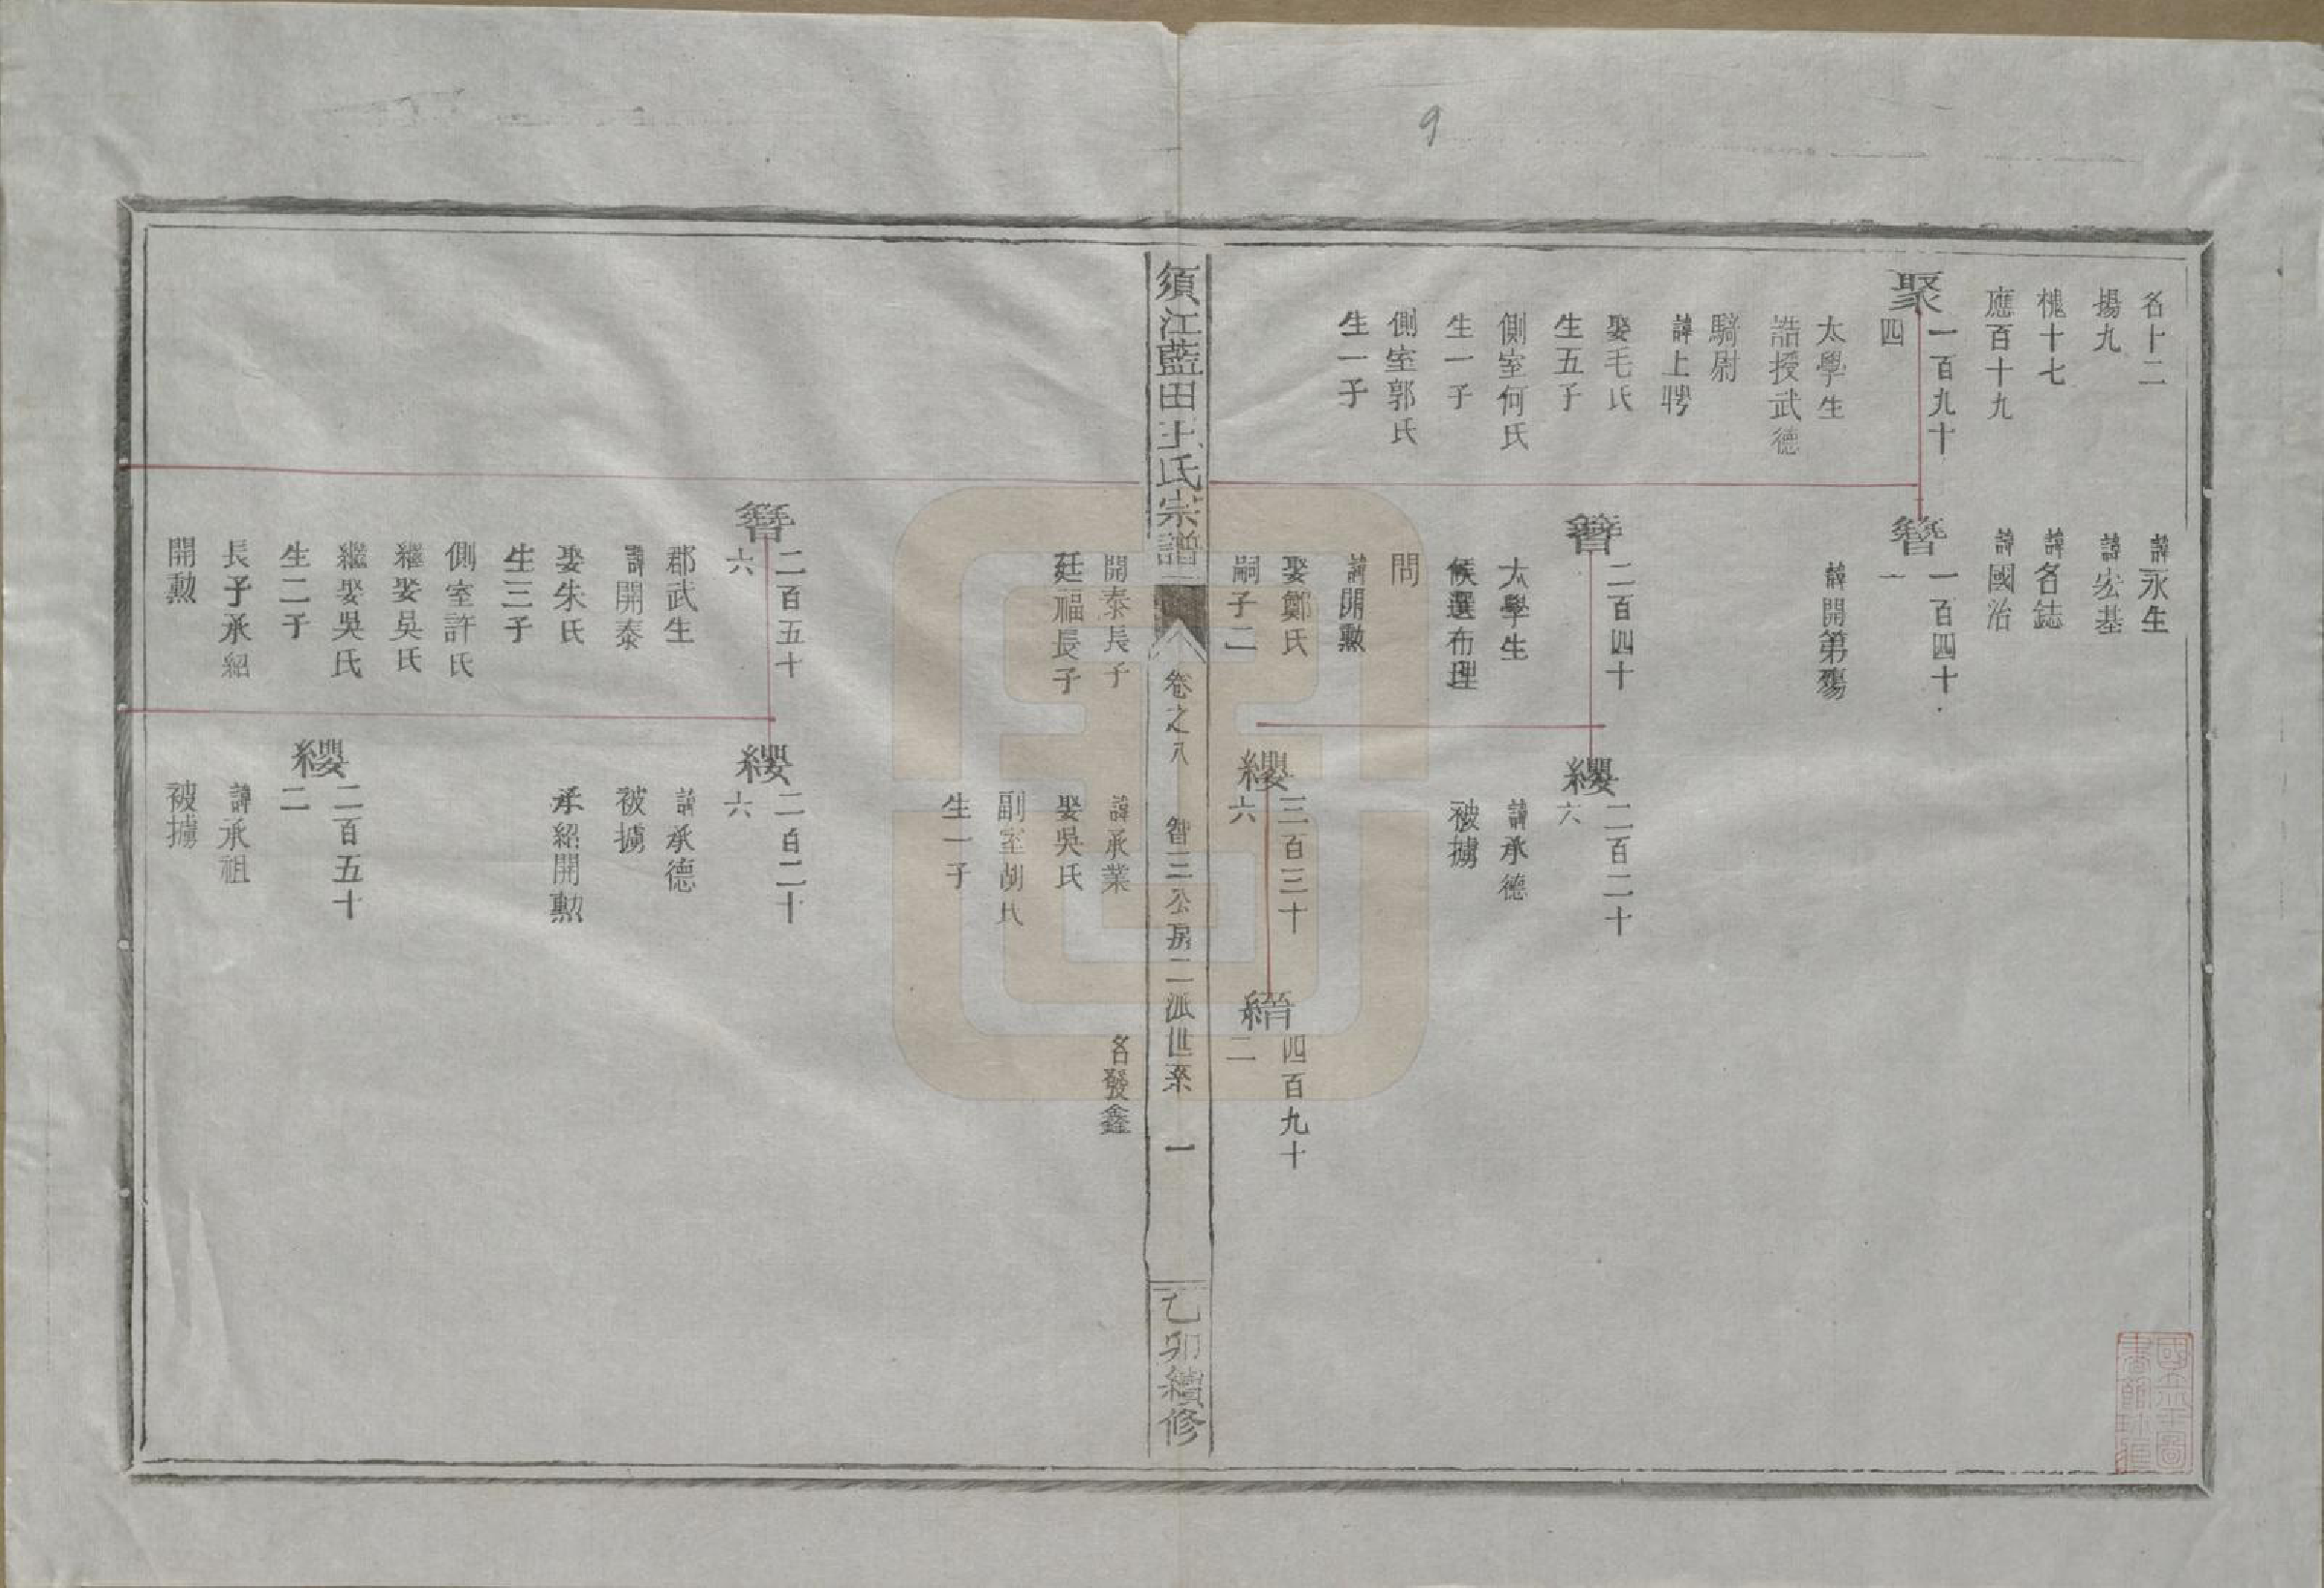 名十二
諱永生
揚九
諱宏基
槐十七
諱名誌
應百十九
諱國治
聚
一百九十
四
太學生
誥授武德
騎尉
諱上聘
娶毛氏
生五子
側室何氏
生一子
側室郭氏
生一子
簪
一百四十
一
諱開第殤
簪
二百四十
太學生
候選布理
問
諱開勲
娶鄭氏
嗣子二
開泰長子
廷福長子
纓
二百二十
六
諱承德
被擄
纓
三百三十
六
諱承業
娶吳氏
副室胡氏
生一子
縉
四百九十
二
名發鑫
須江藍田王氏宗譜
卷之八
智三公房二派世系
一
乙卯續修
簪
二百五十
六
郡武生
諱開泰
娶朱氏
生三子
側室許氏
繼娶吳氏
繼娶吳氏
生二子
長子承紹
開勲
纓
二百二十
六
諱承德
被擄
承紹開勲
纓
二百五十
二
諱承祖
被擄
9